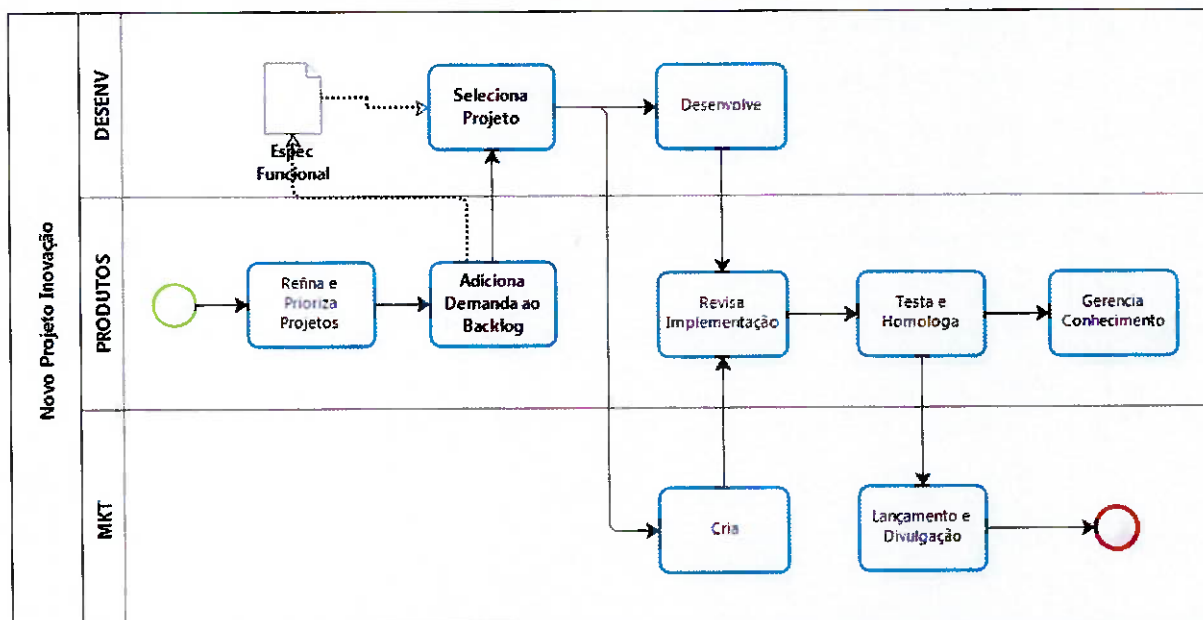 Novo Projeto Inovação
DESENV
Espec
Funcional
Seleciona
Projeto
Desenvolve
PRODUTOS
Refina e
Prioriza
Projetos
Adiciona
Demanda ao
Backlog
Revisa
Implementação
Testa e
Homologa
Gerencia
Conhecimento
MKT
Cria
Lançamento e
Divulgação